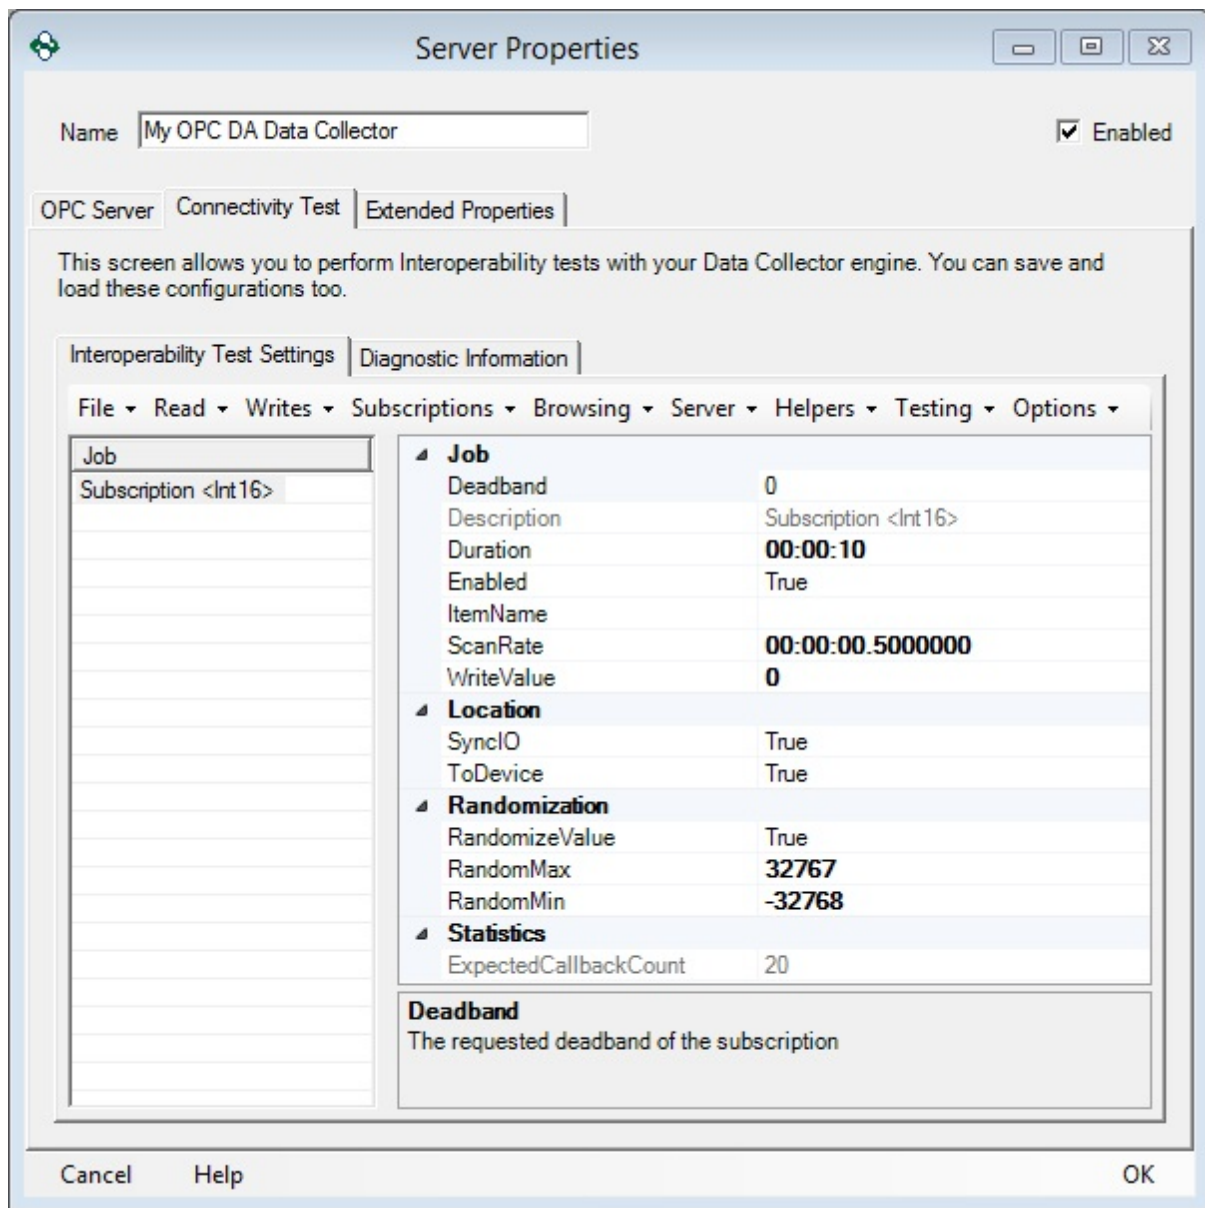 Server Properties
Name My OPC DA Data Collector Enabled
OPC Server Connectivity Test Extended Properties
This screen allows you to perform Interoperability tests with your Data Collector engine. You can save and
load these configurations too.
Interoperability Test Settings Diagnostic Information
File Read Writes Subscriptions Browsing Server Helpers Testing Options
Job
Subscription <Int16>
Job
Deadband 0
Description Subscription <Int16>
Duration 00:00:10
Enabled True
ItemName
ScanRate 00:00:00.5000000
WriteValue 0
Location
SyncIO True
ToDevice True
Randomization
RandomizeValue True
RandomMax 32767
RandomMin -32768
Statistics
ExpectedCallbackCount 20
Deadband
The requested deadband of the subscription
Cancel Help OK